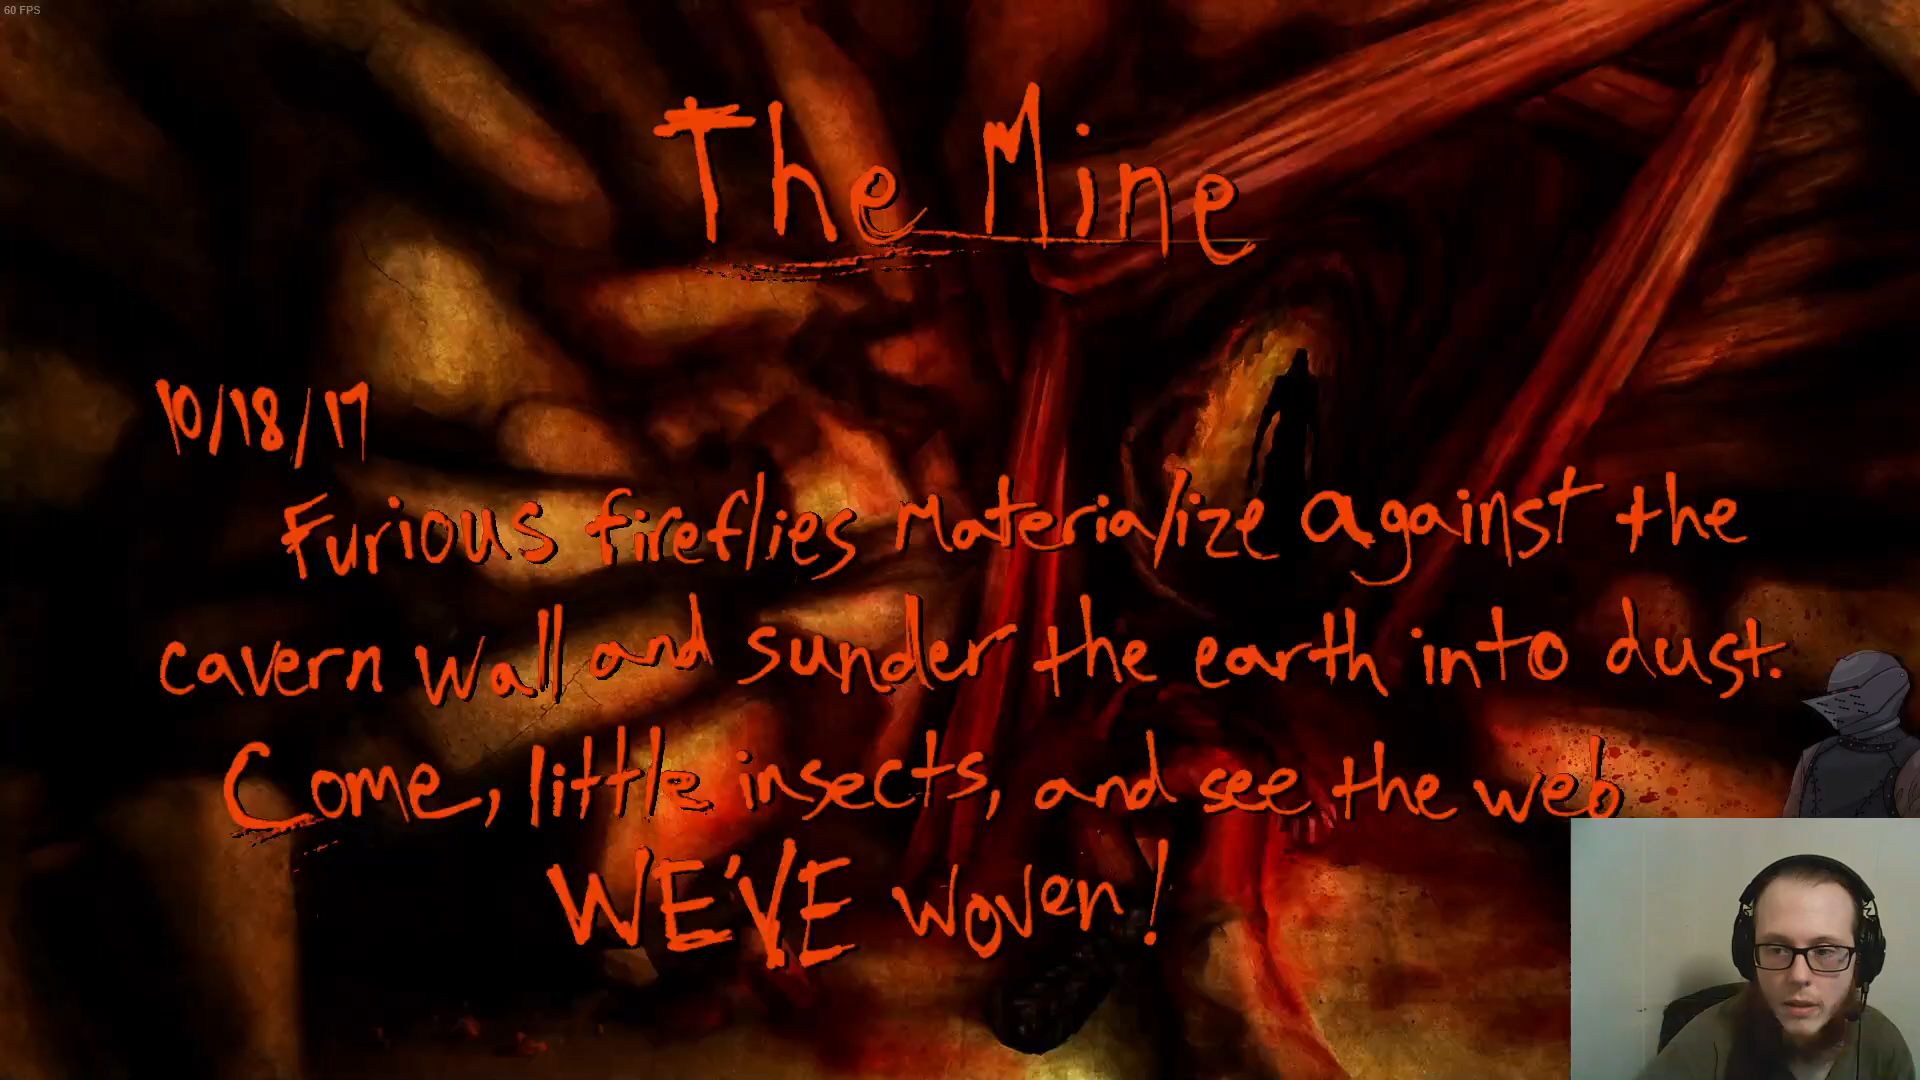 60 FPS
The Mine
10/18/17
Furious fireflies materialize against the
cavern wall and sunder the earth into dust.
Come, little insects, and see the web
WE'VE woven!